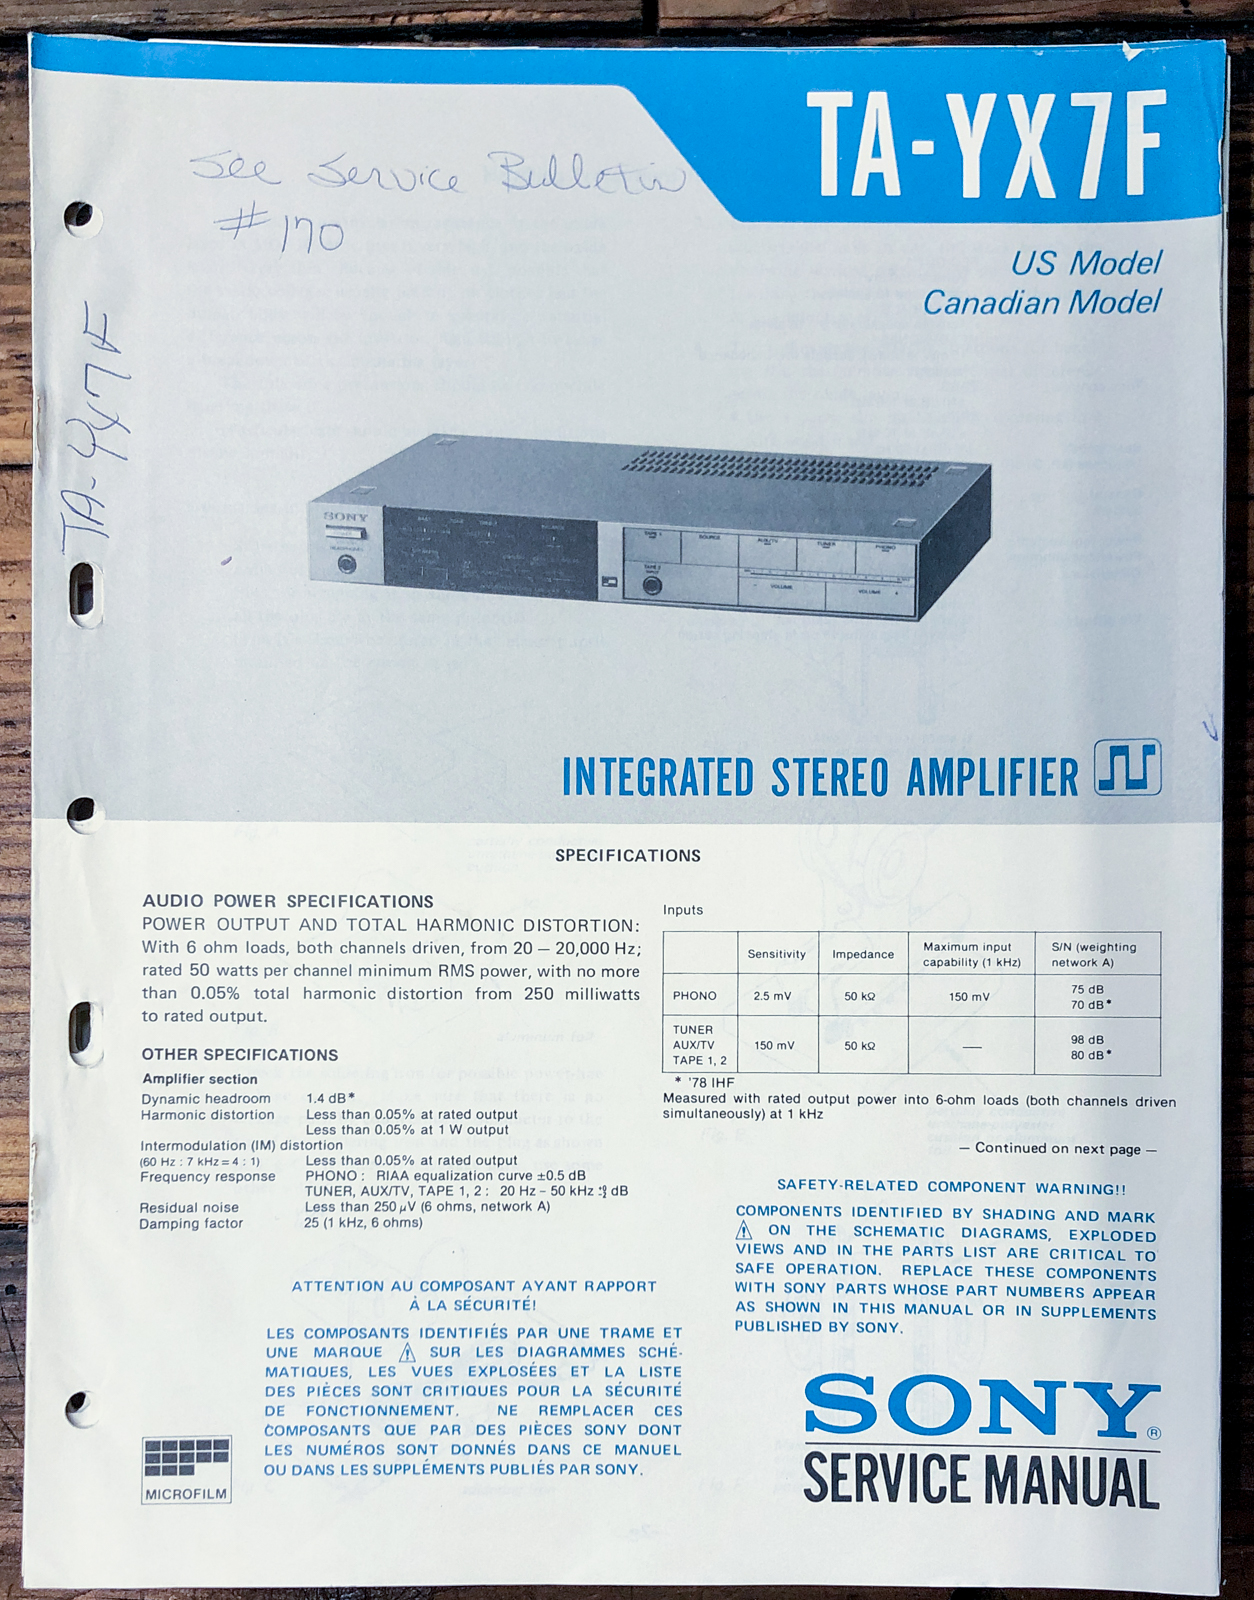 TA-YX7F
See Service Bulletin
#170
US Model
Canadian Model
TA-YX7F
SONY
TAPE 1
SOURCE
AUX/TV
TUNER
PHONO
TAPE 2
VOLUME
VOLUME
INTEGRATED STEREO AMPLIFIER
SPECIFICATIONS
AUDIO POWER SPECIFICATIONS
POWER OUTPUT AND TOTAL HARMONIC DISTORTION:
With 6 ohm loads, both channels driven, from 20 – 20,000 Hz;
rated 50 watts per channel minimum RMS power, with no more
than 0.05% total harmonic distortion from 250 milliwatts
to rated output.
OTHER SPECIFICATIONS
Amplifier section
Dynamic headroom 1.4 dB*
Harmonic distortion Less than 0.05% at rated output
Less than 0.05% at 1 W output
Intermodulation (IM) distortion
(60 Hz : 7 kHz = 4 : 1) Less than 0.05% at rated output
Frequency response PHONO : RIAA equalization curve ±0.5 dB
TUNER, AUX/TV, TAPE 1, 2 : 20 Hz – 50 kHz dB
Residual noise Less than 250 µV (6 ohms, network A)
Damping factor 25 (1 kHz, 6 ohms)
Inputs
Sensitivity Impedance Maximum input capability (1 kHz) S/N (weighting network A)
PHONO 2.5 mV 50 kΩ 150 mV 75 dB
70 dB*
TUNER
AUX/TV 150 mV 50 kΩ — 98 dB
TAPE 1, 2 80 dB*
* '78 IHF
Measured with rated output power into 6-ohm loads (both channels driven
simultaneously) at 1 kHz
— Continued on next page —
SAFETY-RELATED COMPONENT WARNING!!
COMPONENTS IDENTIFIED BY SHADING AND MARK
⚠ ON THE SCHEMATIC DIAGRAMS, EXPLODED
VIEWS AND IN THE PARTS LIST ARE CRITICAL TO
SAFE OPERATION. REPLACE THESE COMPONENTS
WITH SONY PARTS WHOSE PART NUMBERS APPEAR
AS SHOWN IN THIS MANUAL OR IN SUPPLEMENTS
PUBLISHED BY SONY.
ATTENTION AU COMPOSANT AYANT RAPPORT
À LA SÉCURITÉ!
LES COMPOSANTS IDENTIFIÉS PAR UNE TRAME ET
UNE MARQUE ⚠ SUR LES DIAGRAMMES SCHÉ-
MATIQUES, LES VUES EXPLOSÉES ET LA LISTE
DES PIÈCES SONT CRITIQUES POUR LA SÉCURITÉ
DE FONCTIONNEMENT. NE REMPLACER CES
COMPOSANTS QUE PAR DES PIÈCES SONY DONT
LES NUMÉROS SONT DONNÉS DANS CE MANUEL
OU DANS LES SUPPLÉMENTS PUBLIÉS PAR SONY.
MICROFILM
SONY®
SERVICE MANUAL